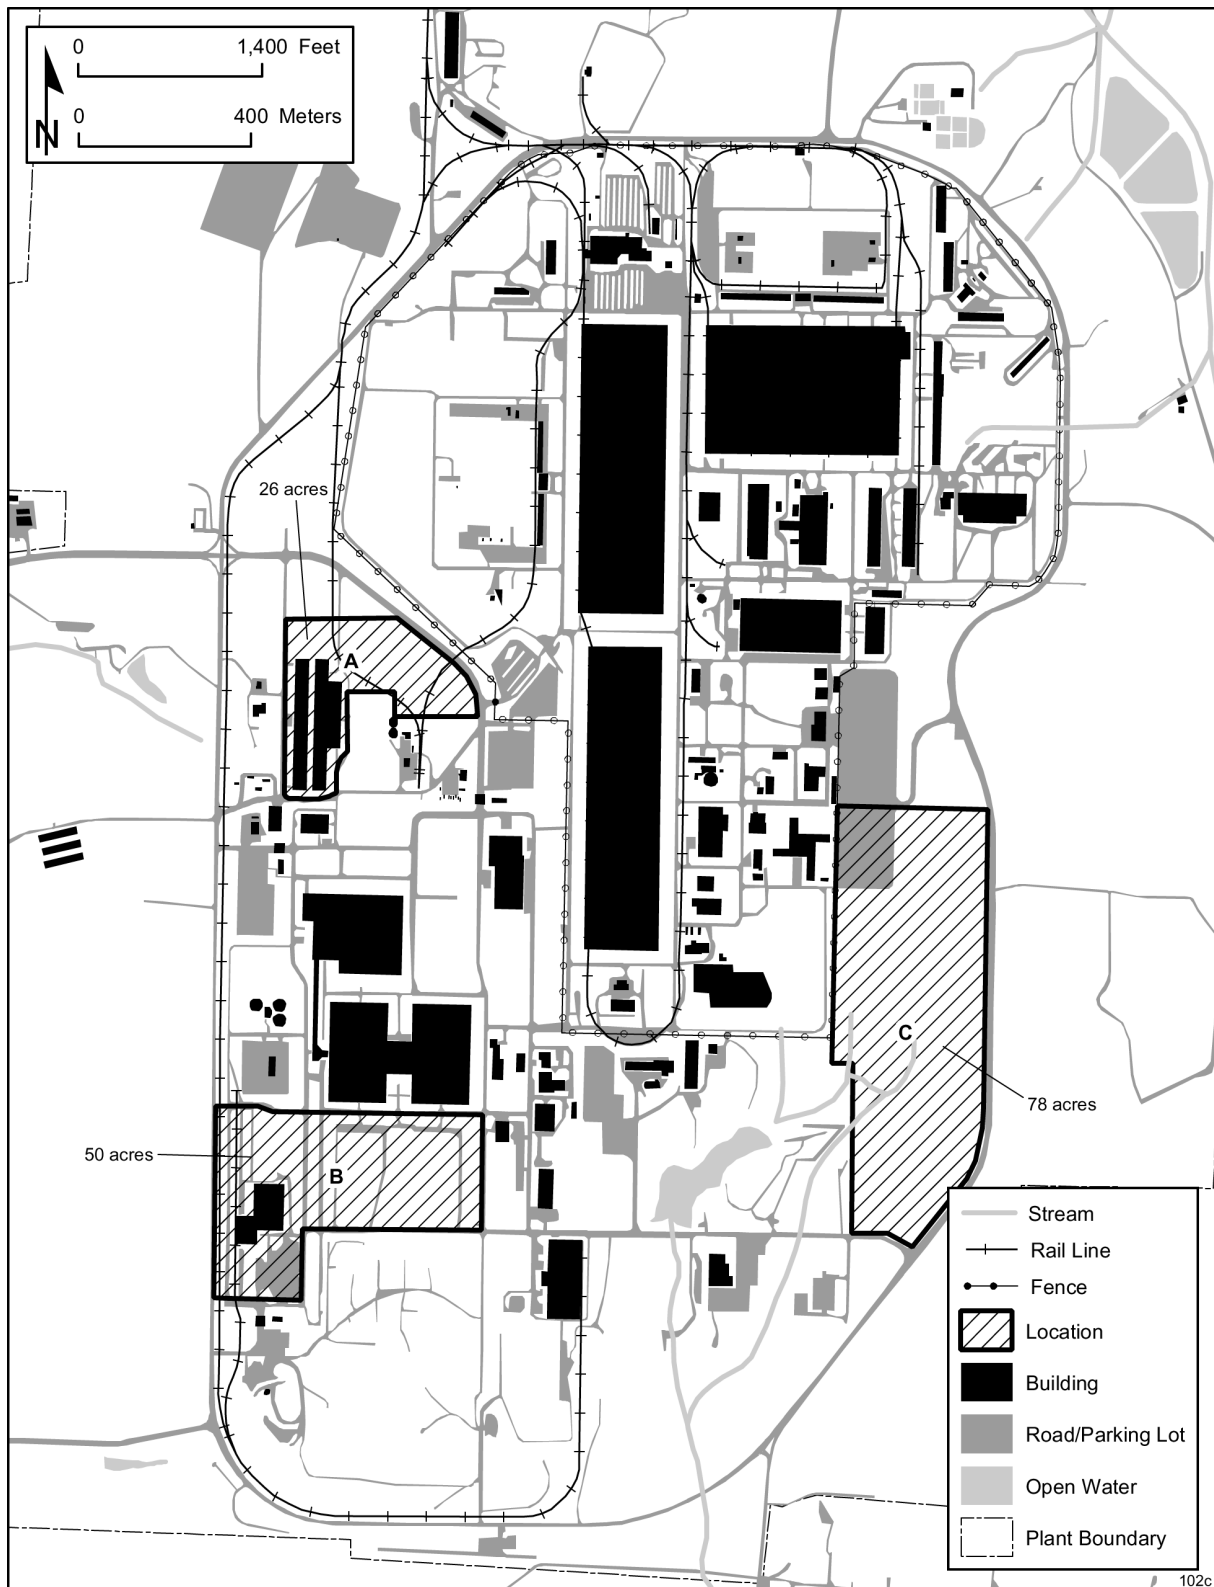 0 1,400 Feet
0 400 Meters
N
26 acres
A
C
78 acres
50 acres
B
Stream
Rail Line
Fence
Location
Building
Road/Parking Lot
Open Water
Plant Boundary
102c